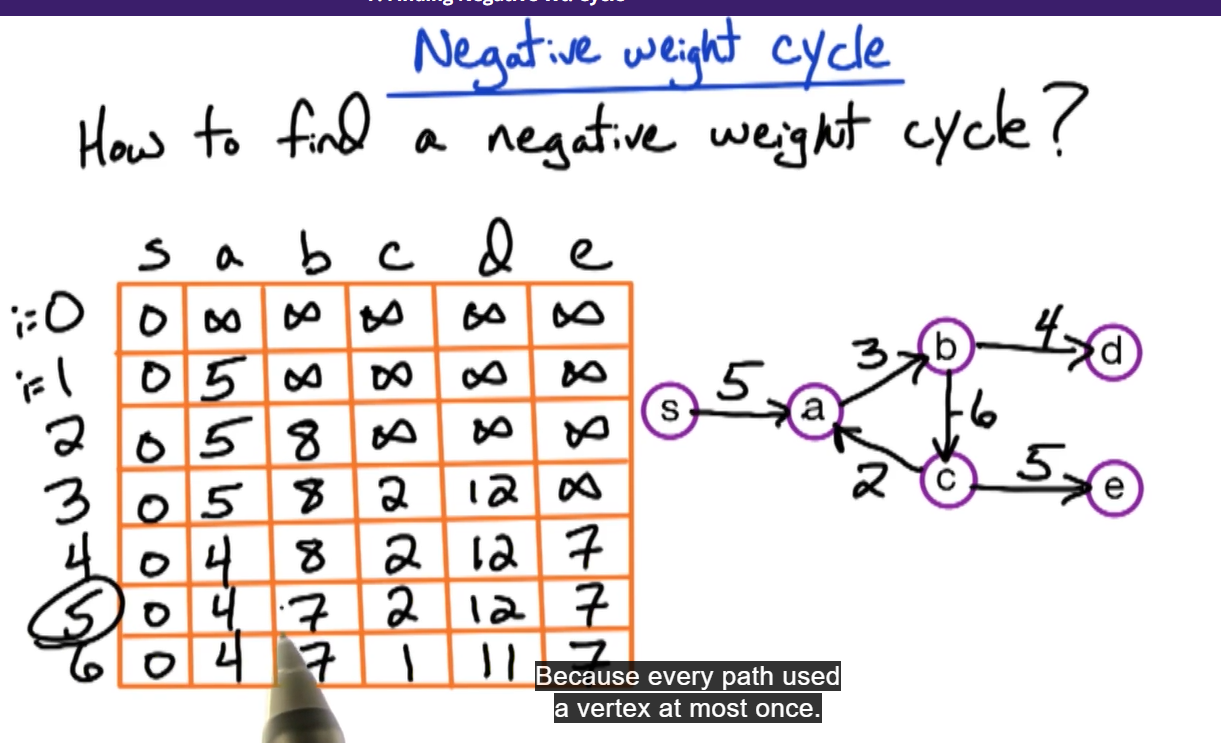 Negative weight cycle
How to find a negative weight cycle?
s a b c d e
i=0 0 ∞ ∞ ∞ ∞ ∞
i=1 0 5 ∞ ∞ ∞ ∞
2 0 5 8 ∞ ∞ ∞
3 0 5 8 2 12 ∞
4 0 4 8 2 12 7
5 0 4 7 2 12 7
6 0 4 7 1 11 7
4
b d
3
5
s a -6
2 5
c e
Because every path used
a vertex at most once.